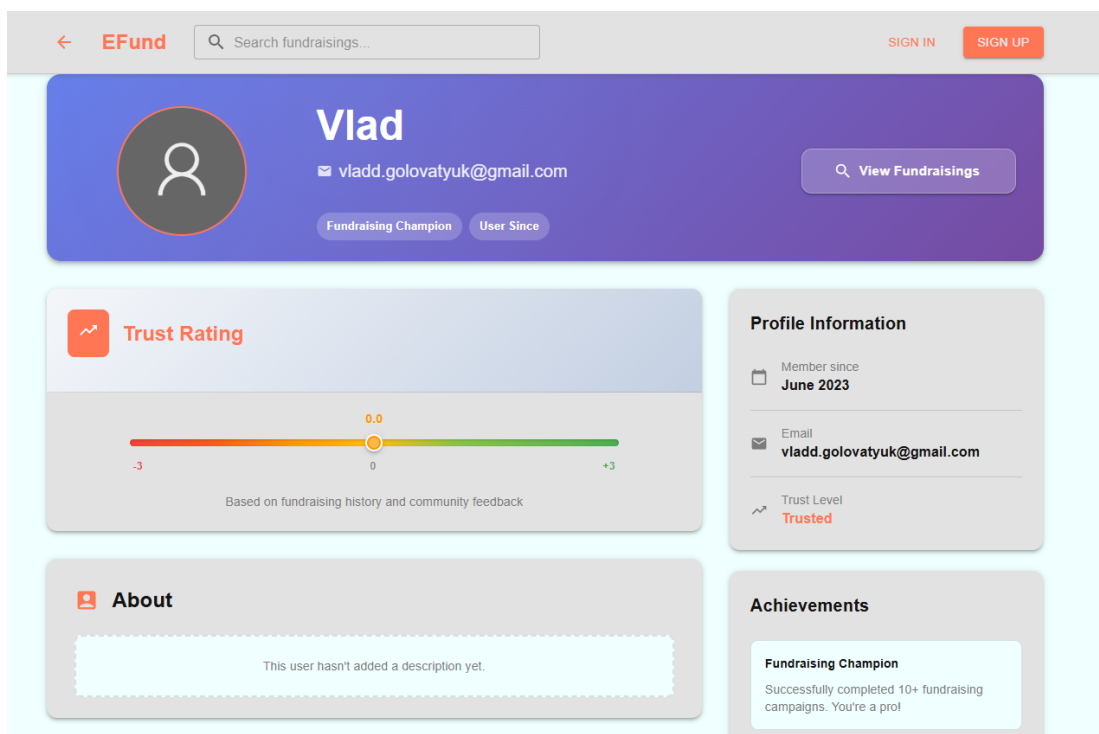 EFund
Search fundraisings...
SIGN IN
SIGN UP
Vlad
vladd.golovatyuk@gmail.com
View Fundraisings
Fundraising Champion
User Since
Trust Rating
0.0
-3
0
+3
Based on fundraising history and community feedback
About
This user hasn't added a description yet.
Profile Information
Member since
June 2023
Email
vladd.golovatyuk@gmail.com
Trust Level
Trusted
Achievements
Fundraising Champion
Successfully completed 10+ fundraising
campaigns. You're a pro!